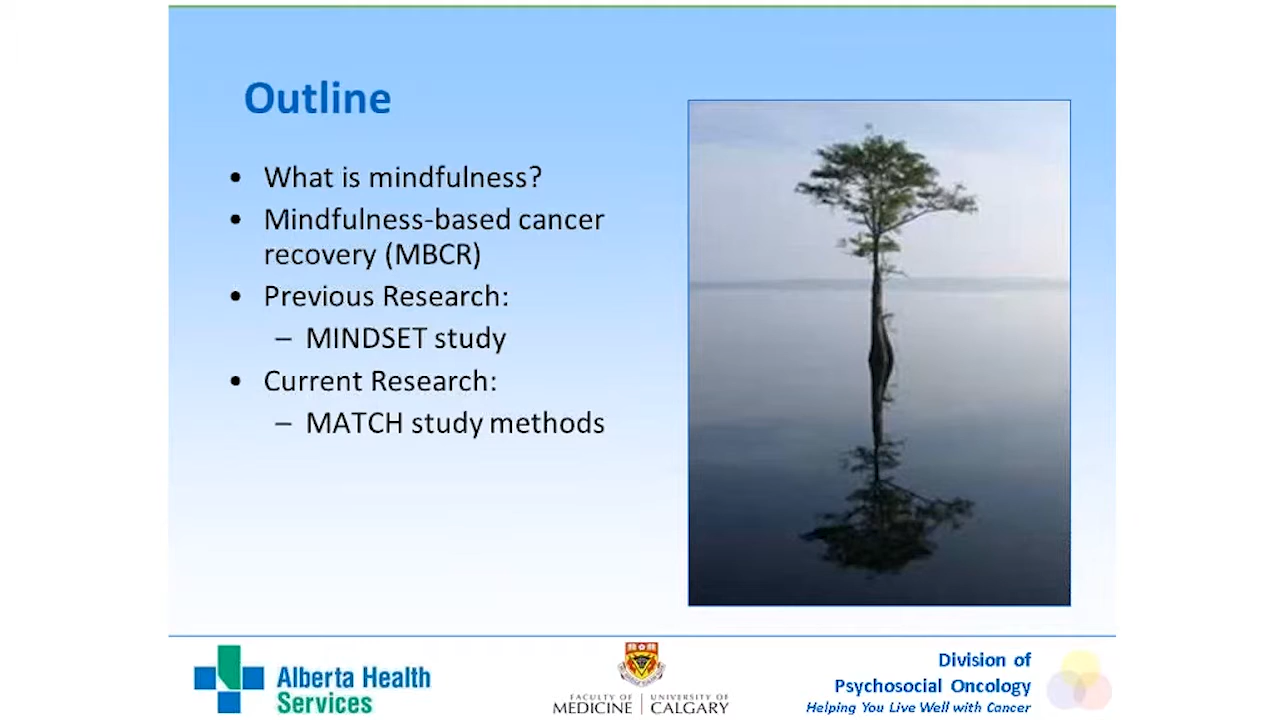 Outline
• What is mindfulness?
• Mindfulness-based cancer
recovery (MBCR)
• Previous Research:
– MINDSET study
• Current Research:
– MATCH study methods
Alberta Health
Services
FACULTY OF
MEDICINE
UNIVERSITY OF
CALGARY
Division of
Psychosocial Oncology
Helping You Live Well with Cancer